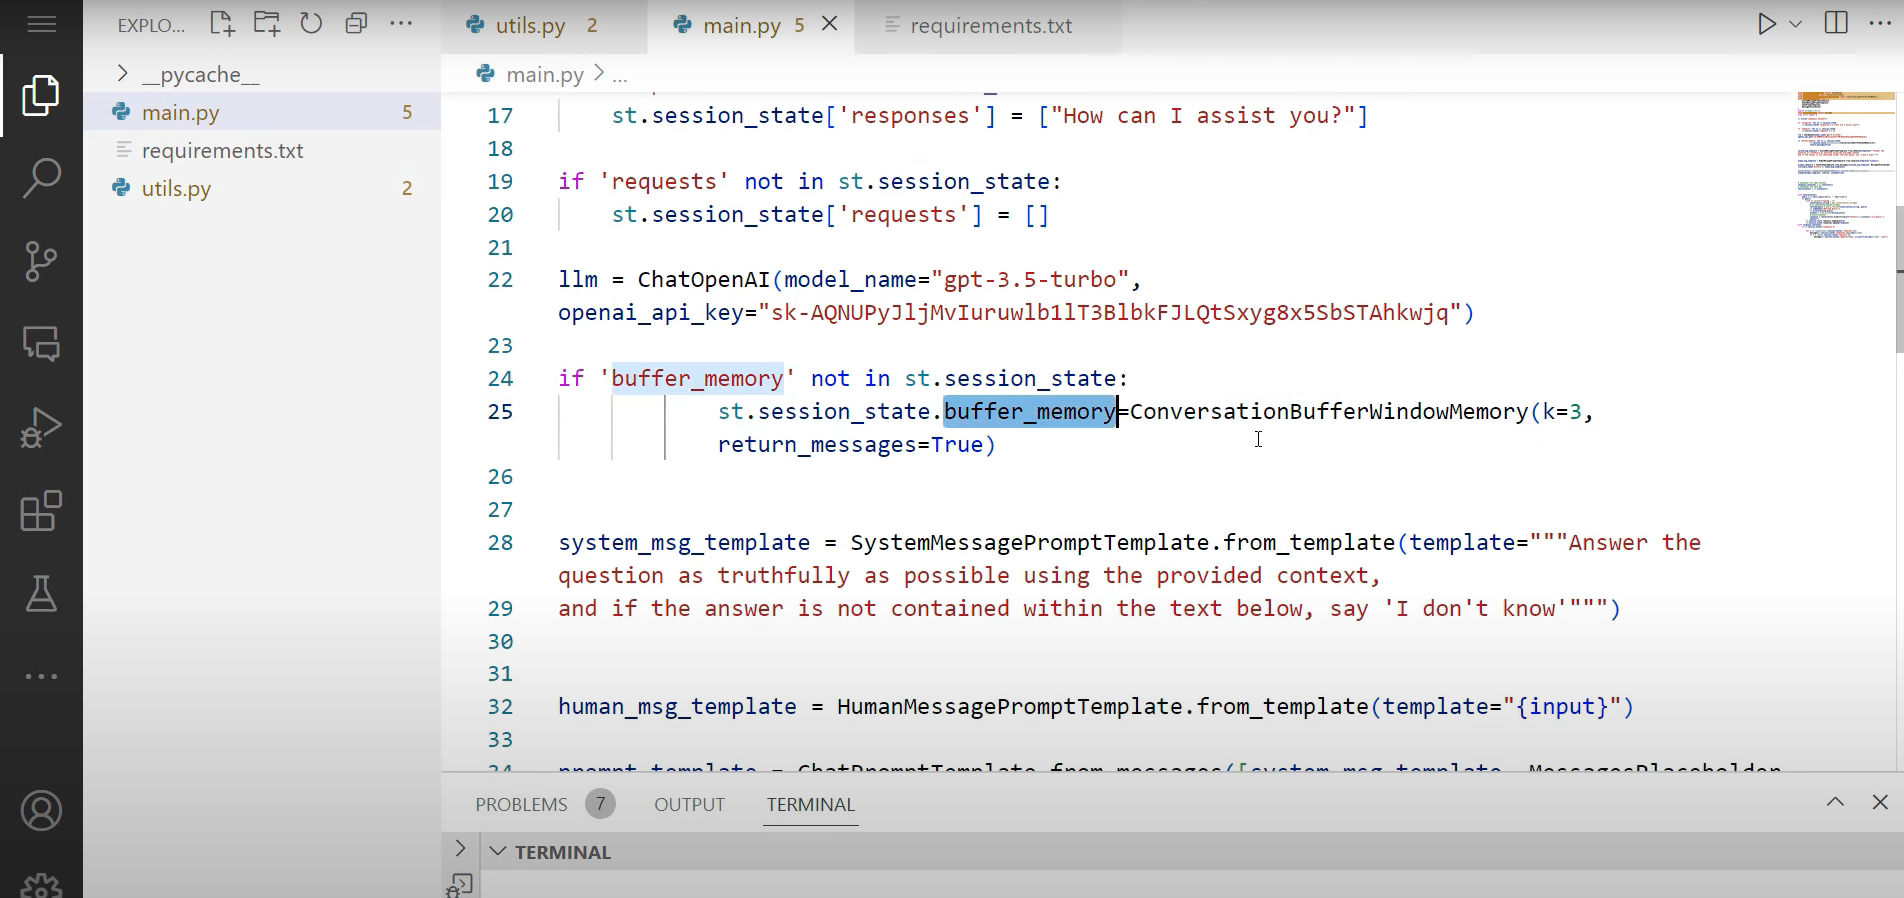 EXPLO...
utils.py 2
main.py 5
requirements.txt
__pycache__
main.py 5
requirements.txt
utils.py 2
main.py > ...
17 st.session_state['responses'] = ["How can I assist you?"]
18
19 if 'requests' not in st.session_state:
20 st.session_state['requests'] = []
21
22 llm = ChatOpenAI(model_name="gpt-3.5-turbo",
openai_api_key="")
23
24 if 'buffer_memory' not in st.session_state:
25 st.session_state.buffer_memory=ConversationBufferWindowMemory(k=3,
return_messages=True)
26
27
28 system_msg_template = SystemMessagePromptTemplate.from_template(template="""Answer the
question as truthfully as possible using the provided context,
29 and if the answer is not contained within the text below, say 'I don't know'""")
30
31
32 human_msg_template = HumanMessagePromptTemplate.from_template(template="{input}")
33
34 prompt_template = ChatPromptTemplate.from_messages([system_msg_template, MessagesPlaceholder
PROBLEMS 7 OUTPUT TERMINAL
TERMINAL